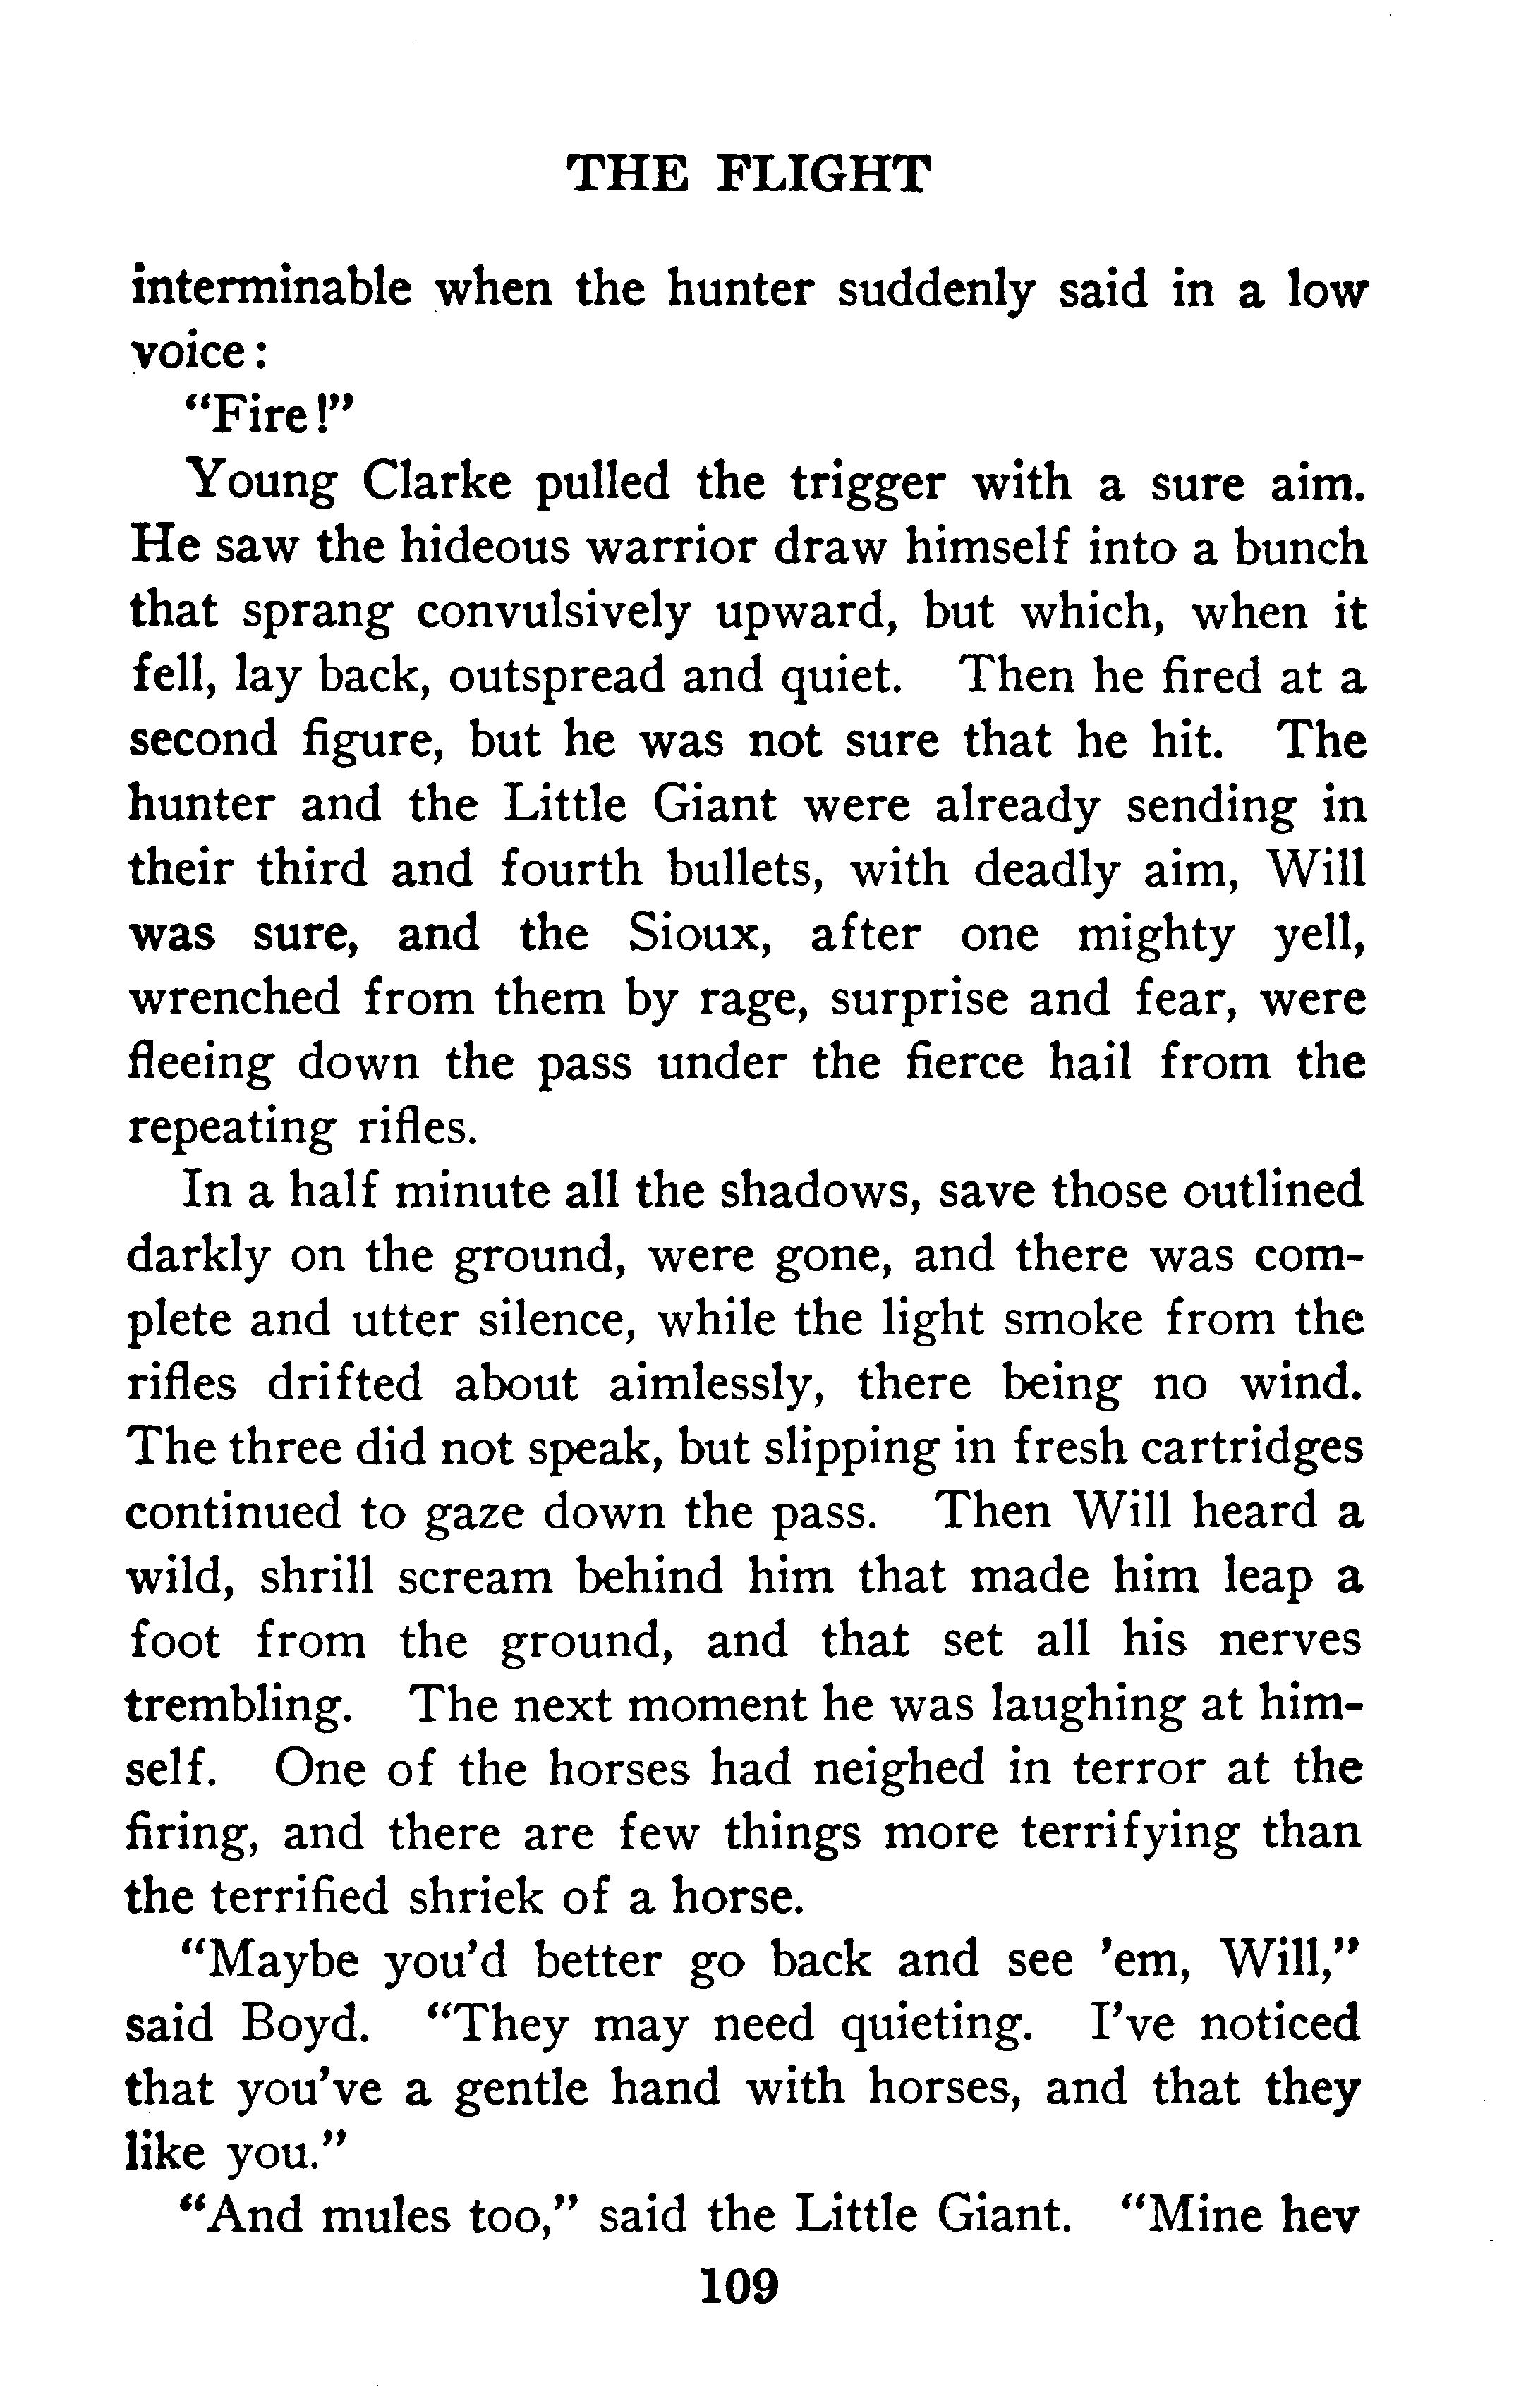 THE FLIGHT
interminable when the hunter suddenly said in a low
voice:
"Fire!"
Young Clarke pulled the trigger with a sure aim.
He saw the hideous warrior draw himself into a bunch
that sprang convulsively upward, but which, when it
fell, lay back, outspread and quiet. Then he fired at a
second figure, but he was not sure that he hit. The
hunter and the Little Giant were already sending in
their third and fourth bullets, with deadly aim, Will
was sure, and the Sioux, after one mighty yell,
wrenched from them by rage, surprise and fear, were
fleeing down the pass under the fierce hail from the
repeating rifles.
In a half minute all the shadows, save those outlined
darkly on the ground, were gone, and there was com-
plete and utter silence, while the light smoke from the
rifles drifted about aimlessly, there being no wind.
The three did not speak, but slipping in fresh cartridges
continued to gaze down the pass. Then Will heard a
wild, shrill scream behind him that made him leap a
foot from the ground, and that set all his nerves
trembling. The next moment he was laughing at him-
self. One of the horses had neighed in terror at the
firing, and there are few things more terrifying than
the terrified shriek of a horse.
"Maybe you'd better go back and see 'em, Will,"
said Boyd. "They may need quieting. I've noticed
that you've a gentle hand with horses, and that they
like you."
"And mules too," said the Little Giant. "Mine hev
109